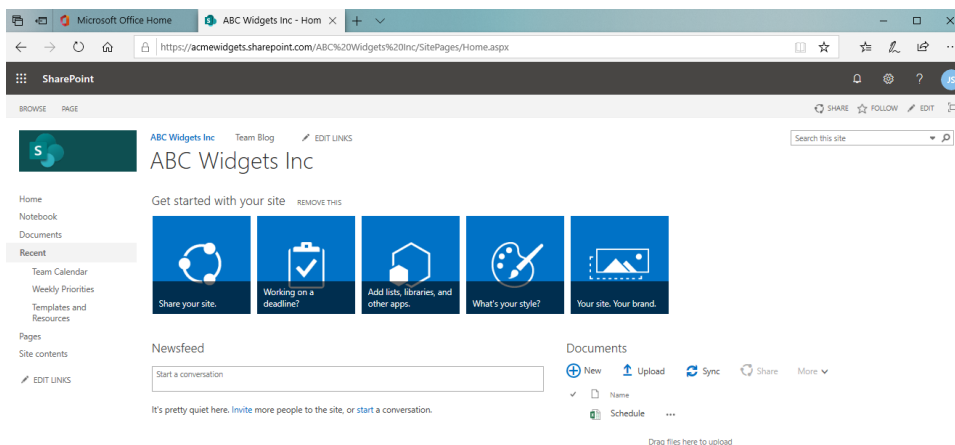 Microsoft Office Home
ABC Widgets Inc - Hom
https://acmewidgets.sharepoint.com/ABC%20Widgets%20Inc/SitePages/Home.aspx
SharePoint
JS
BROWSE PAGE
SHARE FOLLOW EDIT
S
ABC Widgets Inc Team Blog EDIT LINKS
Search this site
ABC Widgets Inc
Home
Notebook
Documents
Recent
Team Calendar
Weekly Priorities
Templates and
Resources
Pages
Site contents
EDIT LINKS
Get started with your site REMOVE THIS
Share your site.
Working on a
deadline?
Add lists, libraries, and
other apps.
What's your style?
Your site. Your brand.
Newsfeed
Start a conversation
It's pretty quiet here. Invite more people to the site, or start a conversation.
Documents
New Upload Sync Share More
Name
Schedule ...
Drag files here to upload